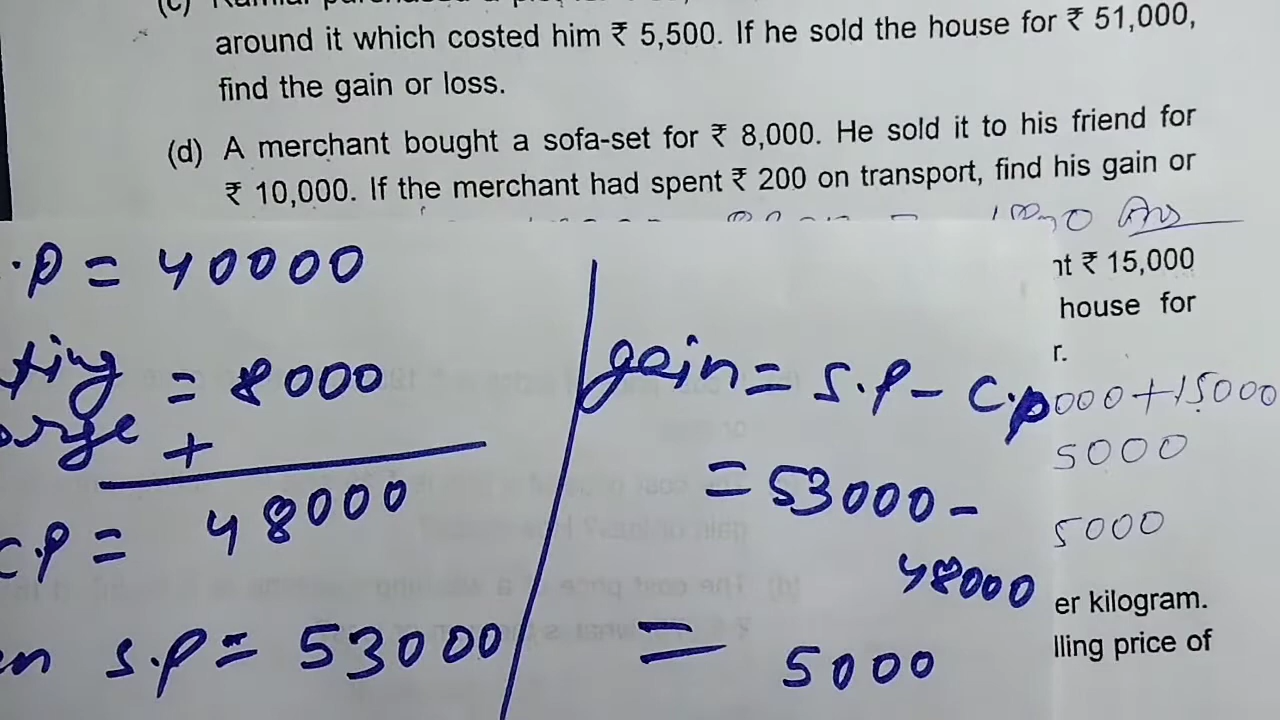 (c)
around it which costed him ₹ 5,500. If he sold the house for ₹ 51,000,
find the gain or loss.
(d) A merchant bought a sofa-set for ₹ 8,000. He sold it to his friend for
₹ 10,000. If the merchant had spent ₹ 200 on transport, find his gain or
Ans
.P = 40000
ting = 8000
arge +
C.P = 48000
en S.P = 53000
gain = S.P - C.P
= 53000 -
48000
= 5000
nt ₹ 15,000
house for
r.
000 + 15000
5000
5000
er kilogram.
lling price of